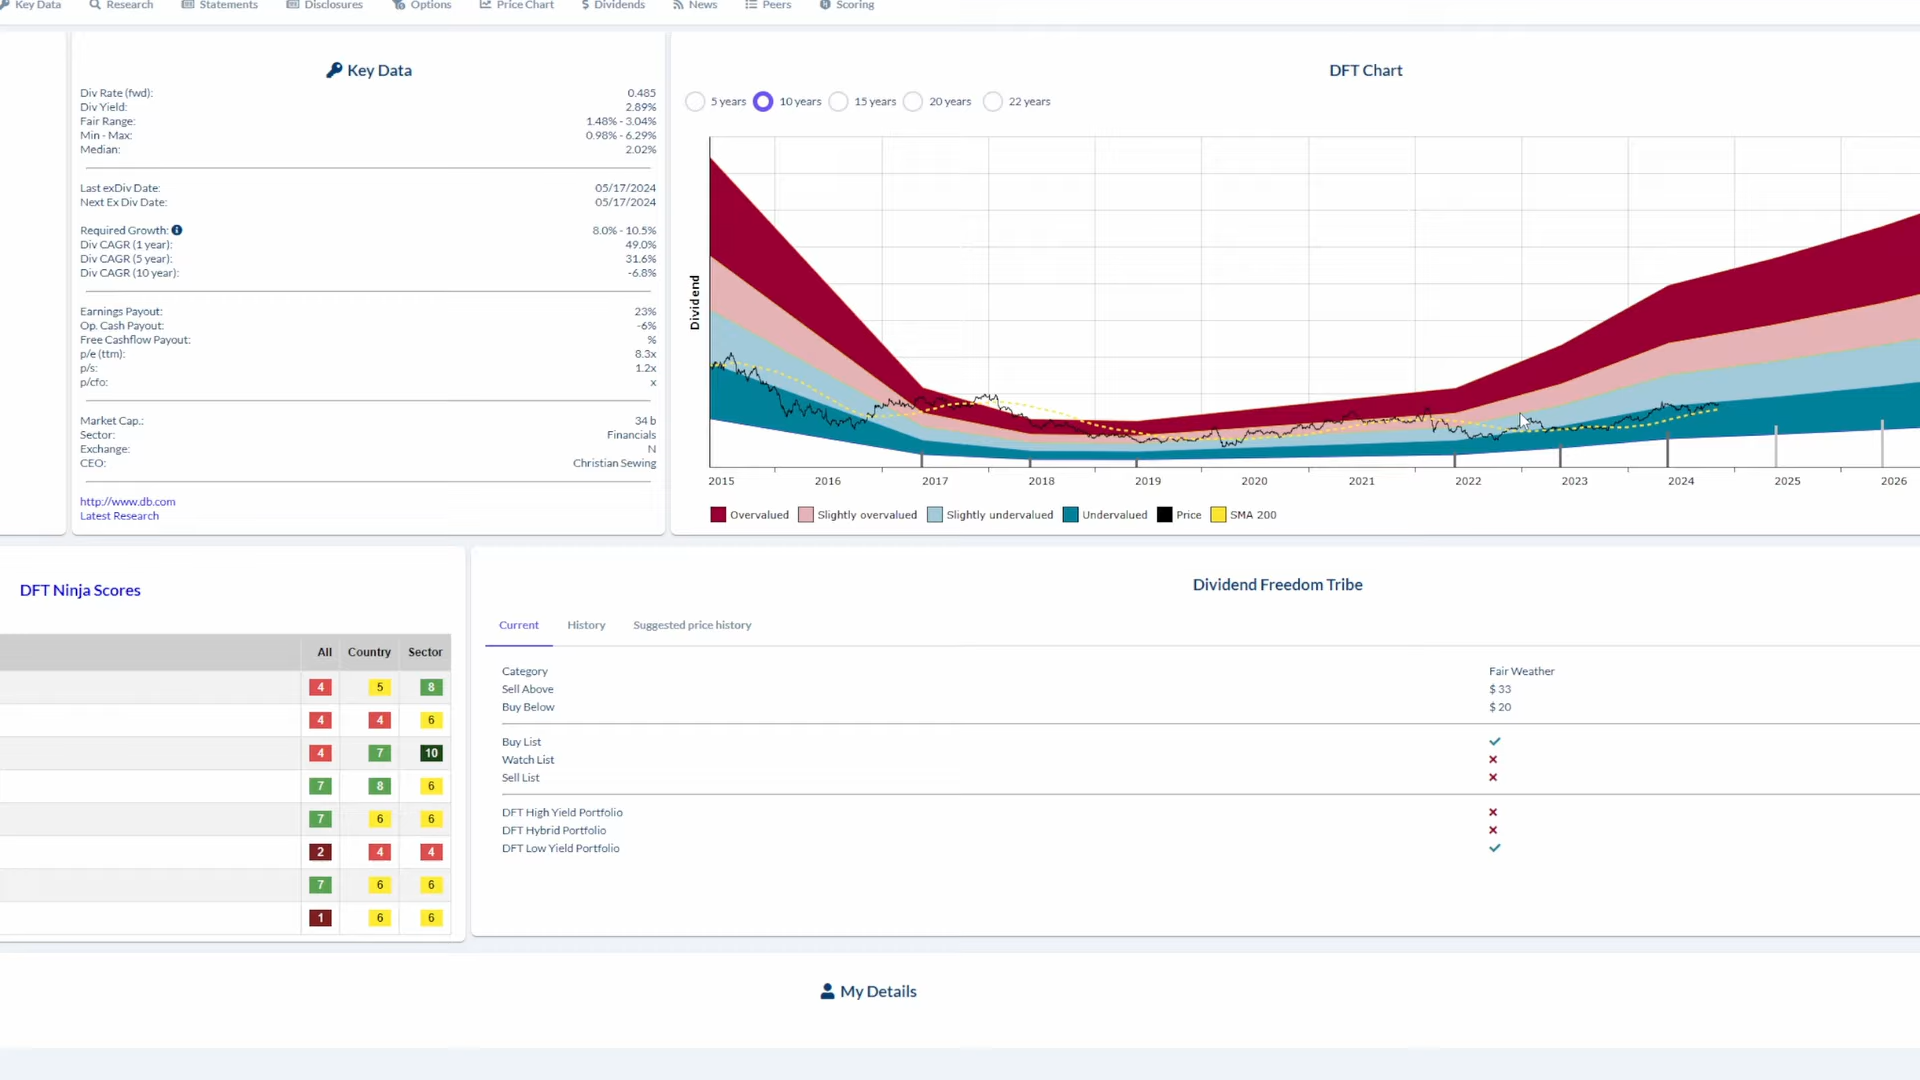 Key Data Research Statements Disclosures Options Price Chart $ Dividends News Peers Scoring
Key Data
Div Rate (fwd): 0.485
Div Yield: 2.89%
Fair Range: 1.48% - 3.04%
Min - Max: 0.98% - 6.29%
Median: 2.02%
Last exDiv Date: 05/17/2024
Next Ex Div Date: 05/17/2024
Required Growth: 8.0% - 10.5%
Div CAGR (1 year): 49.0%
Div CAGR (5 year): 31.6%
Div CAGR (10 year): -6.8%
Earnings Payout: 23%
Op. Cash Payout: -6%
Free Cashflow Payout: %
p/e (ttm): 8.3x
p/s: 1.2x
p/cfo: x
Market Cap.: 34 b
Sector: Financials
Exchange: N
CEO: Christian Sewing
http://www.db.com
Latest Research
DFT Chart
5 years 10 years 15 years 20 years 22 years
Dividend
2015 2016 2017 2018 2019 2020 2021 2022 2023 2024 2025 2026
Overvalued Slightly overvalued Slightly undervalued Undervalued Price SMA 200
DFT Ninja Scores
All Country Sector
4 5 8
4 4 6
4 7 10
7 8 6
7 6 6
2 4 4
7 6 6
1 6 6
Dividend Freedom Tribe
Current History Suggested price history
Category Fair Weather
Sell Above $ 33
Buy Below $ 20
Buy List
Watch List
Sell List
DFT High Yield Portfolio
DFT Hybrid Portfolio
DFT Low Yield Portfolio
My Details